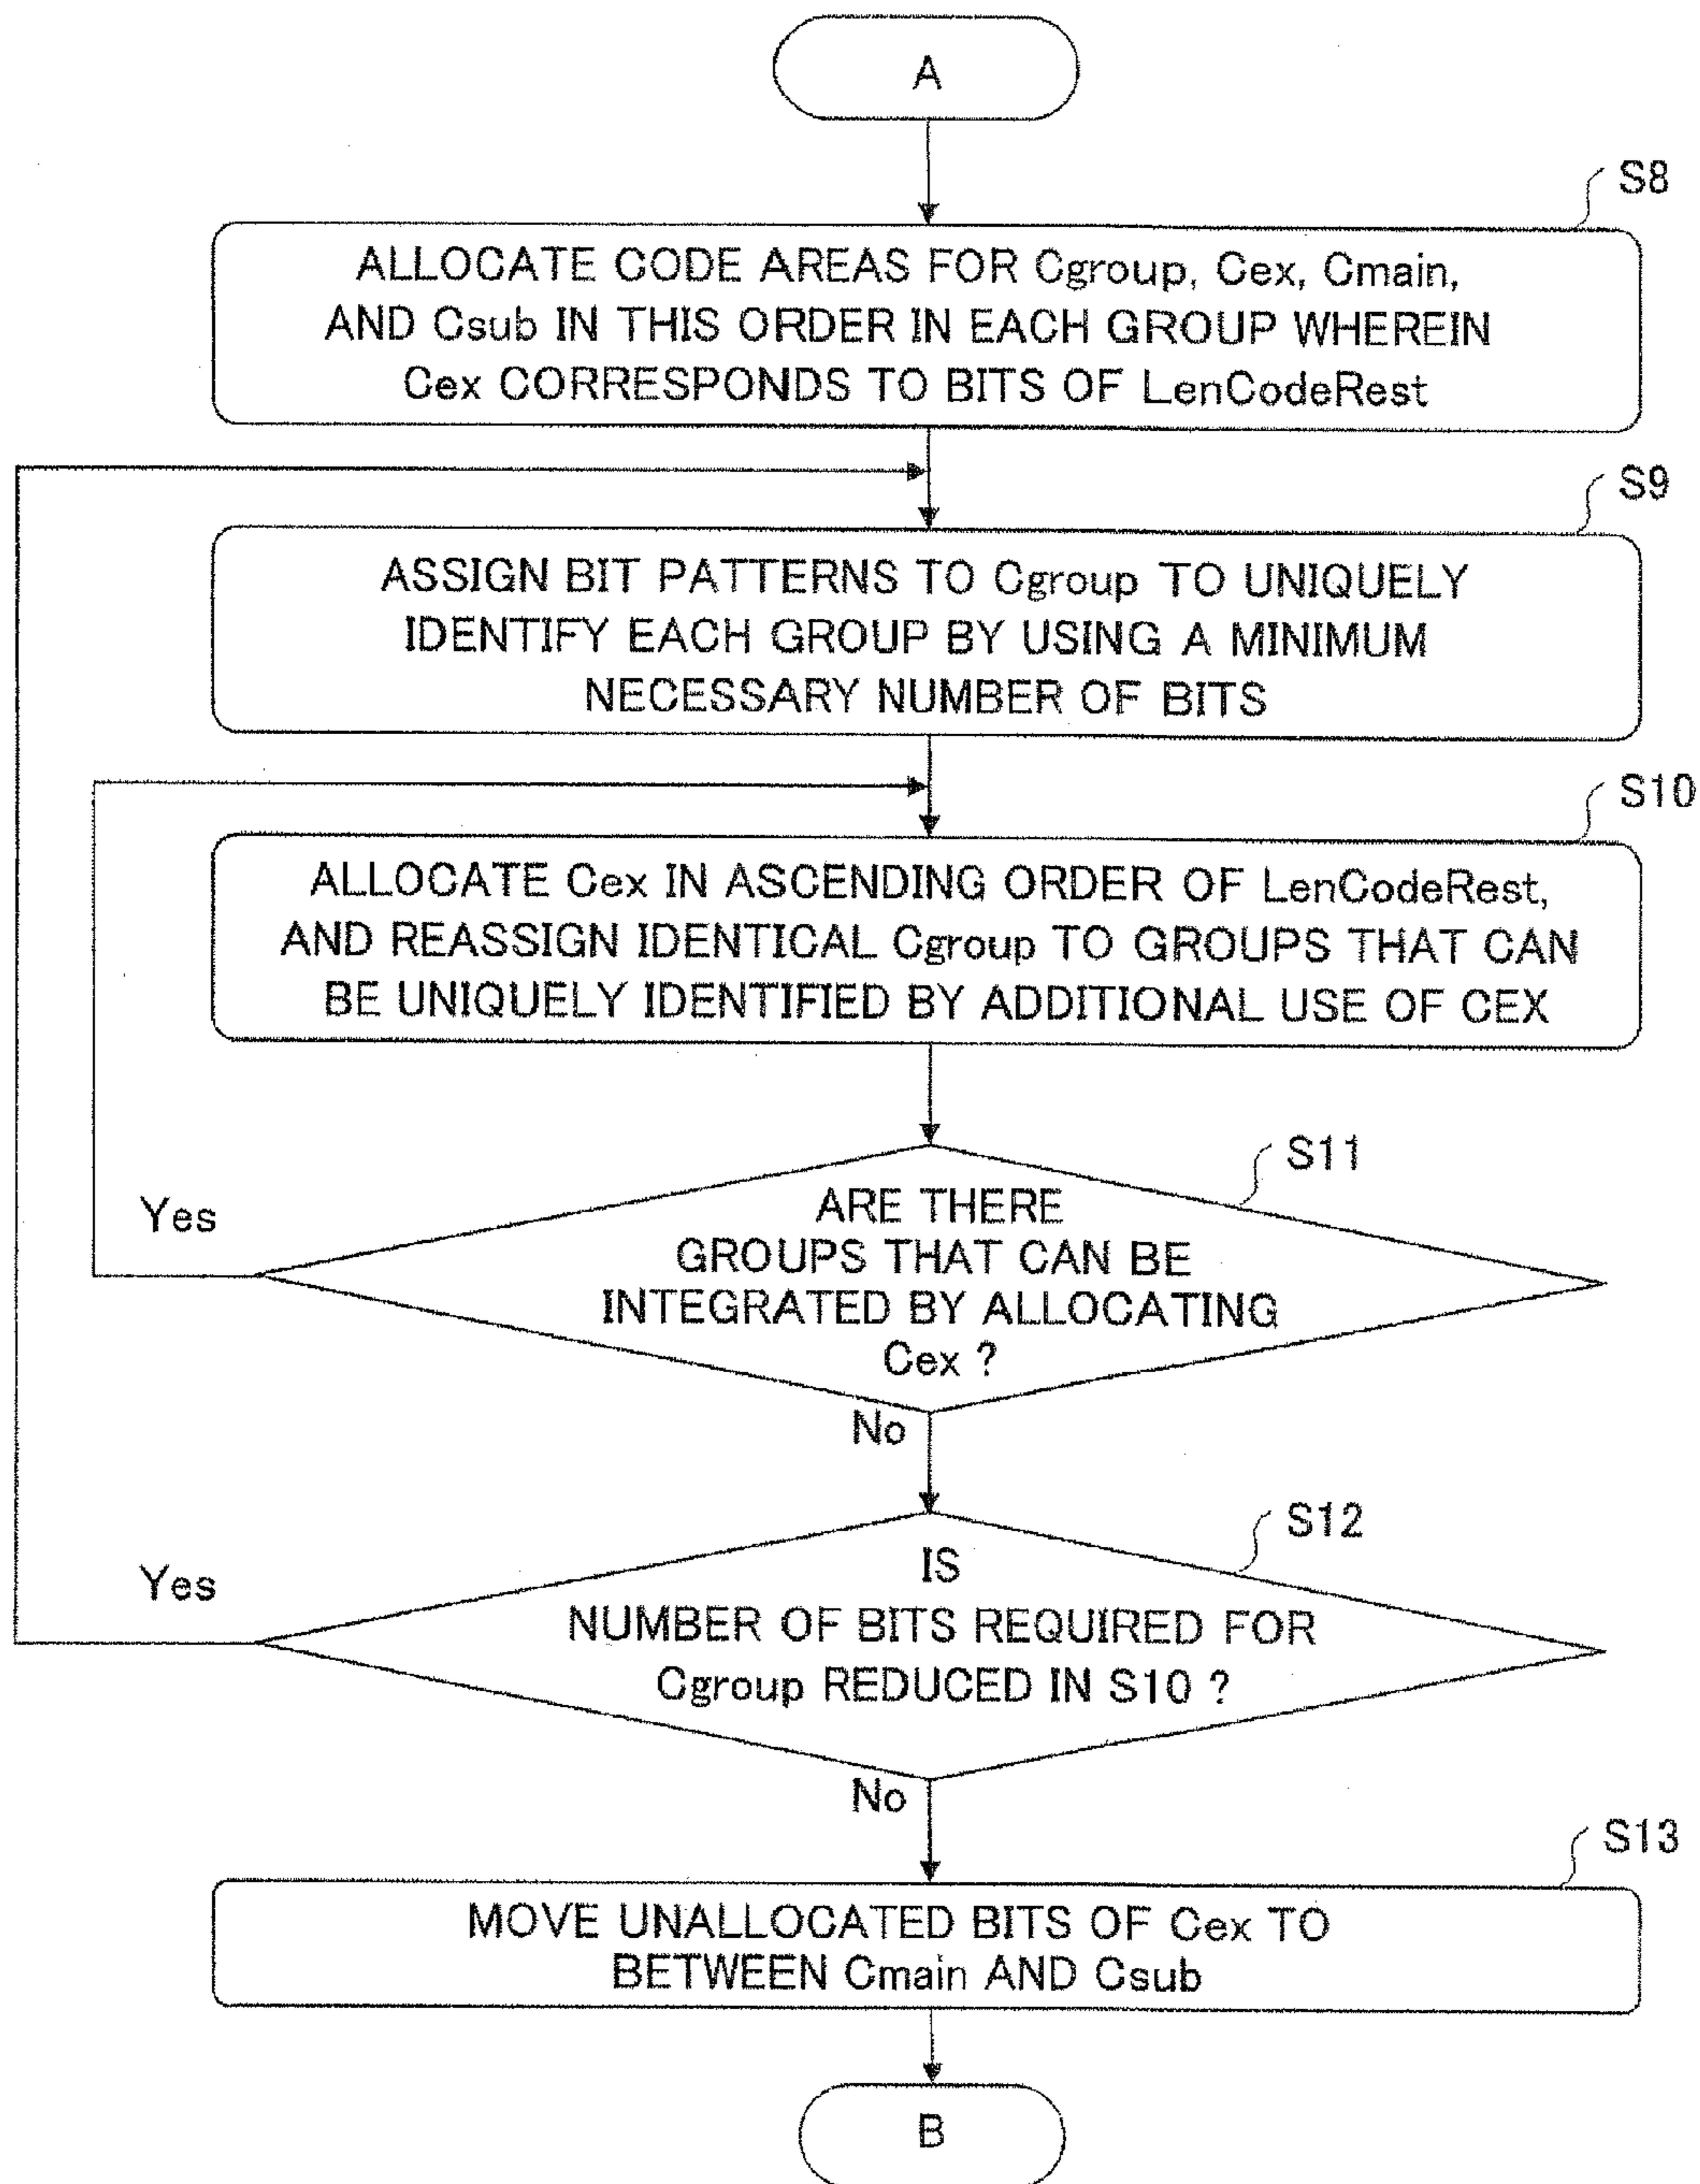 A
S8
ALLOCATE CODE AREAS FOR Cgroup, Cex, Cmain,
AND Csub IN THIS ORDER IN EACH GROUP WHEREIN
Cex CORRESPONDS TO BITS OF LenCodeRest
S9
ASSIGN BIT PATTERNS TO Cgroup TO UNIQUELY
IDENTIFY EACH GROUP BY USING A MINIMUM
NECESSARY NUMBER OF BITS
S10
ALLOCATE Cex IN ASCENDING ORDER OF LenCodeRest,
AND REASSIGN IDENTICAL Cgroup TO GROUPS THAT CAN
BE UNIQUELY IDENTIFIED BY ADDITIONAL USE OF CEX
S11
Yes
ARE THERE
GROUPS THAT CAN BE
INTEGRATED BY ALLOCATING
Cex ?
No
S12
Yes
IS
NUMBER OF BITS REQUIRED FOR
Cgroup REDUCED IN S10 ?
No
S13
MOVE UNALLOCATED BITS OF Cex TO
BETWEEN Cmain AND Csub
B